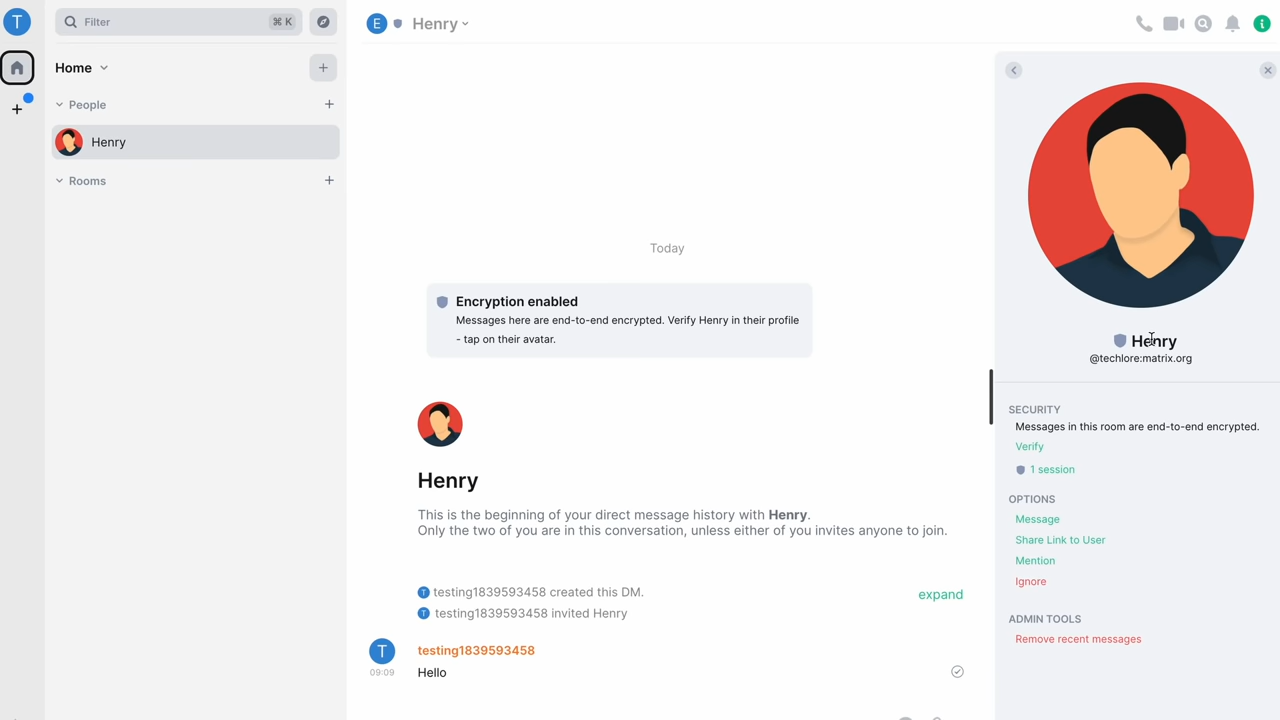 T
Filter
⌘ K
Home
People
Henry
Rooms
E
Henry
Today
Encryption enabled
Messages here are end-to-end encrypted. Verify Henry in their profile
- tap on their avatar.
Henry
This is the beginning of your direct message history with Henry.
Only the two of you are in this conversation, unless either of you invites anyone to join.
T testing1839593458 created this DM.
expand
T testing1839593458 invited Henry
T
testing1839593458
09:09
Hello
Henry
@techlore:matrix.org
SECURITY
Messages in this room are end-to-end encrypted.
Verify
1 session
OPTIONS
Message
Share Link to User
Mention
Ignore
ADMIN TOOLS
Remove recent messages